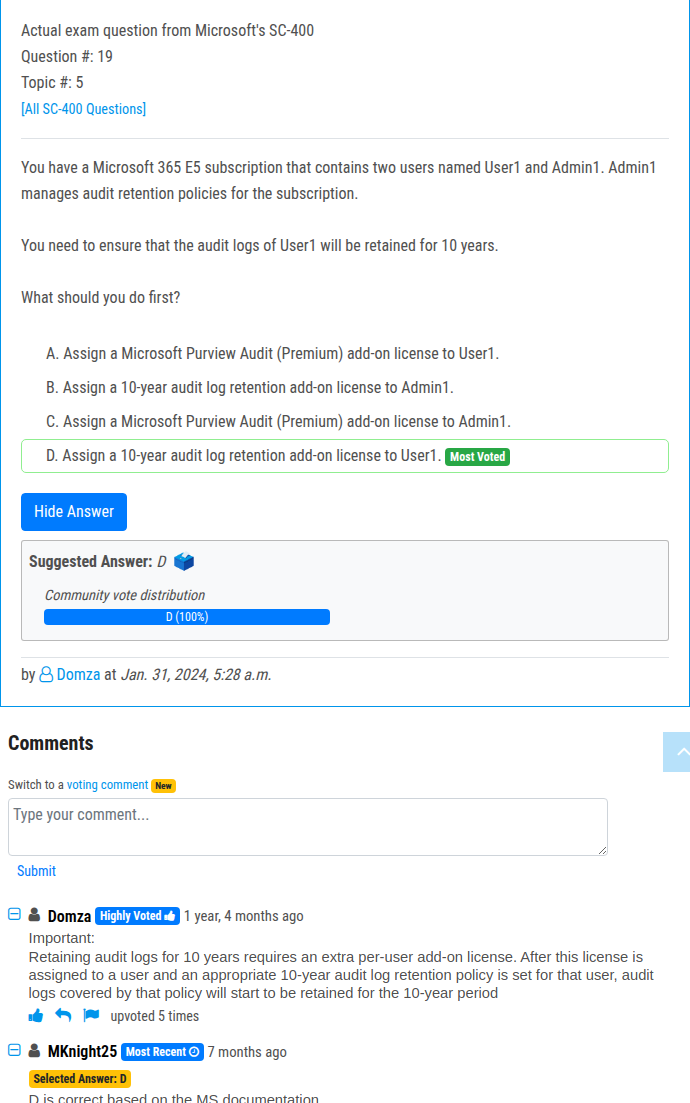 Actual exam question from Microsoft's SC-400
Question #: 19
Topic #: 5
[All SC-400 Questions]
You have a Microsoft 365 E5 subscription that contains two users named User1 and Admin1. Admin1
manages audit retention policies for the subscription.
You need to ensure that the audit logs of User1 will be retained for 10 years.
What should you do first?
A. Assign a Microsoft Purview Audit (Premium) add-on license to User1.
B. Assign a 10-year audit log retention add-on license to Admin1.
C. Assign a Microsoft Purview Audit (Premium) add-on license to Admin1.
D. Assign a 10-year audit log retention add-on license to User1. Most Voted
Hide Answer
Suggested Answer: D
Community vote distribution
D (100%)
by Domza at Jan. 31, 2024, 5:28 a.m.
Comments
Switch to a voting comment New
Type your comment...
Submit
Domza Highly Voted 1 year, 4 months ago
Important:
Retaining audit logs for 10 years requires an extra per-user add-on license. After this license is
assigned to a user and an appropriate 10-year audit log retention policy is set for that user, audit
logs covered by that policy will start to be retained for the 10-year period
upvoted 5 times
MKnight25 Most Recent 7 months ago
Selected Answer: D
D is correct based on the MS documentation